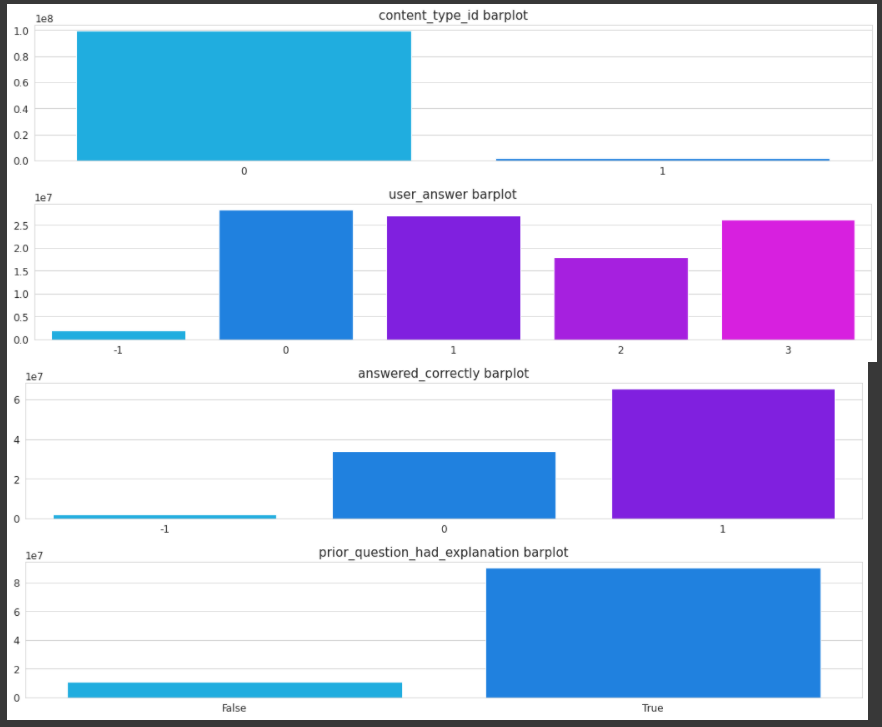 content_type_id barplot
1e8
1.0
0.8
0.6
0.4
0.2
0.0
0 1
user_answer barplot
1e7
2.5
2.0
1.5
1.0
0.5
0.0
-1 0 1 2 3
answered_correctly barplot
1e7
6
4
2
0
-1 0 1
prior_question_had_explanation barplot
1e7
8
6
4
2
0
False True